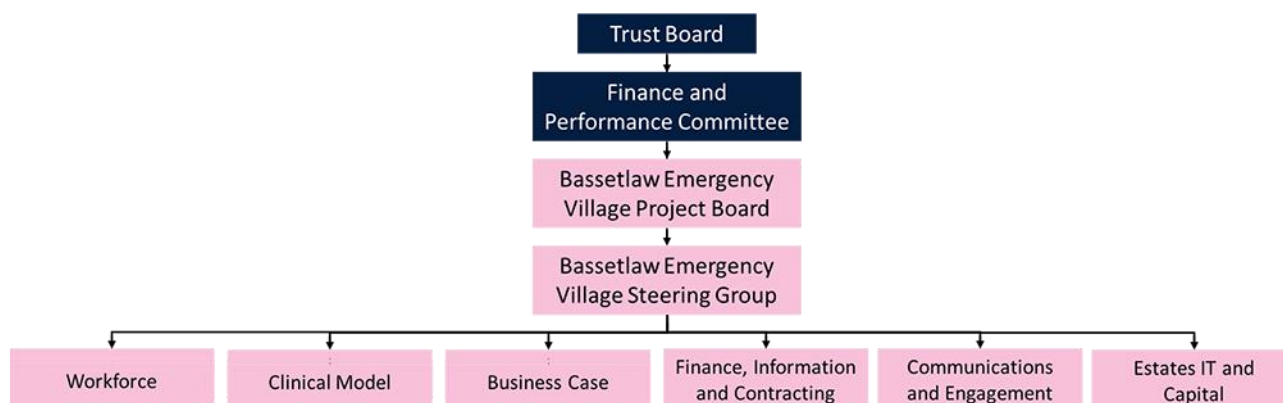 Trust Board
Finance and
Performance Committee
Bassetlaw Emergency
Village Project Board
Bassetlaw Emergency
Village Steering Group
Workforce
Clinical Model
Business Case
Finance, Information
and Contracting
Communications
and Engagement
Estates IT and
Capital